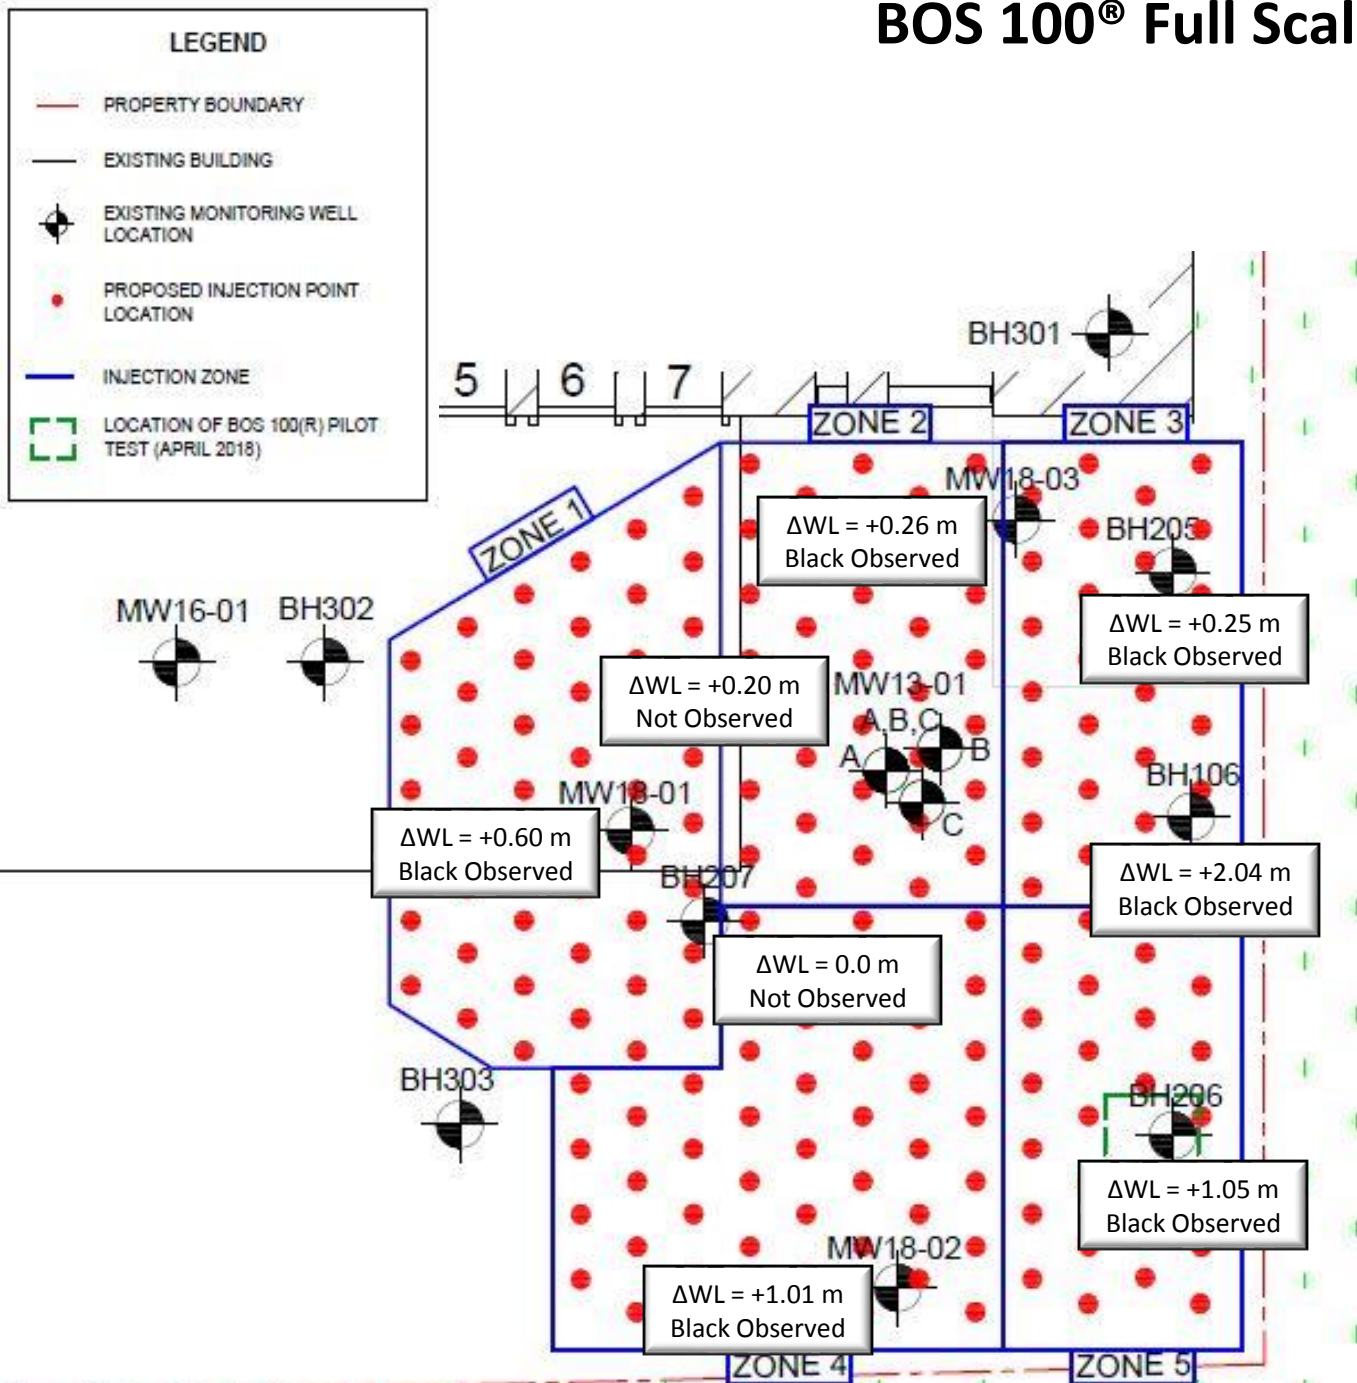 BOS 100® Full Scal
LEGEND
PROPERTY BOUNDARY
EXISTING BUILDING
EXISTING MONITORING WELL
LOCATION
PROPOSED INJECTION POINT
LOCATION
INJECTION ZONE
LOCATION OF BOS 100(R) PILOT
TEST (APRIL 2018)
BH301
5 6 7
ZONE 2
ZONE 3
MW18-03
ZONE 1
ΔWL = +0.26 m
Black Observed
BH205
MW16-01
BH302
ΔWL = +0.25 m
Black Observed
ΔWL = +0.20 m
Not Observed
MW13-01
A,B,C
A
B
C
BH106
MW18-01
ΔWL = +0.60 m
Black Observed
BH207
ΔWL = +2.04 m
Black Observed
ΔWL = 0.0 m
Not Observed
BH303
BH206
ΔWL = +1.05 m
Black Observed
MW18-02
ΔWL = +1.01 m
Black Observed
ZONE 4
ZONE 5